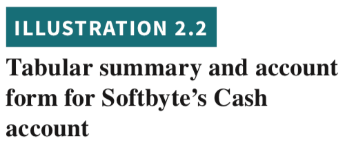 ILLUSTRATION 2.2
Tabular summary and account
form for Softbyte's Cash
account